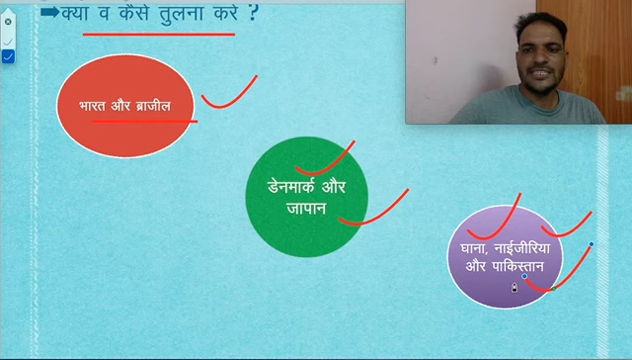 ➡क्या व कैसे तुलना करे ?
भारत और ब्राजील
डेनमार्क और
जापान
घाना, नाईजीरिया
और पाकिस्तान